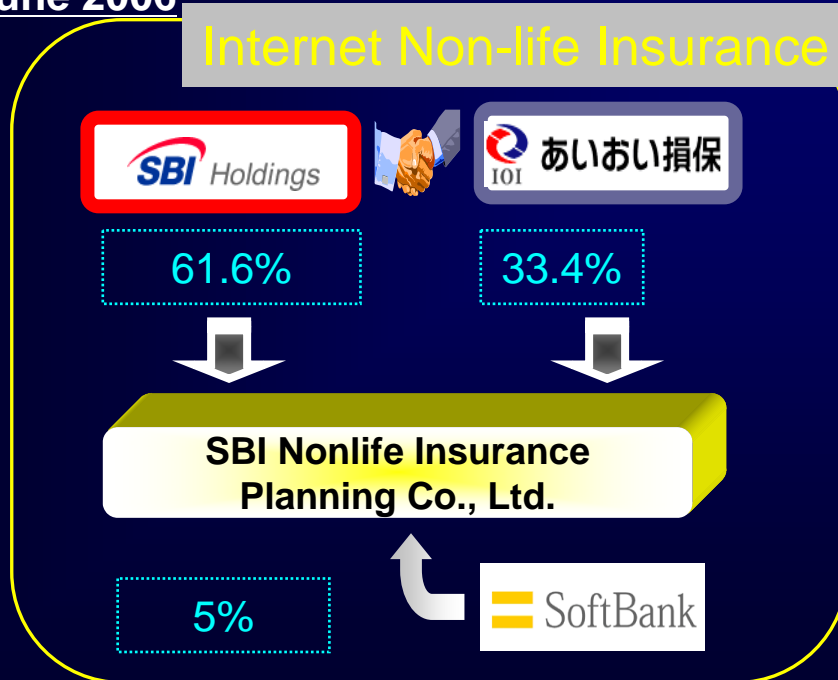 June 2006
Internet Non-life Insurance
SBI Holdings
IOI あいおい損保
61.6%
33.4%
SBI Nonlife Insurance
Planning Co., Ltd.
5%
SoftBank